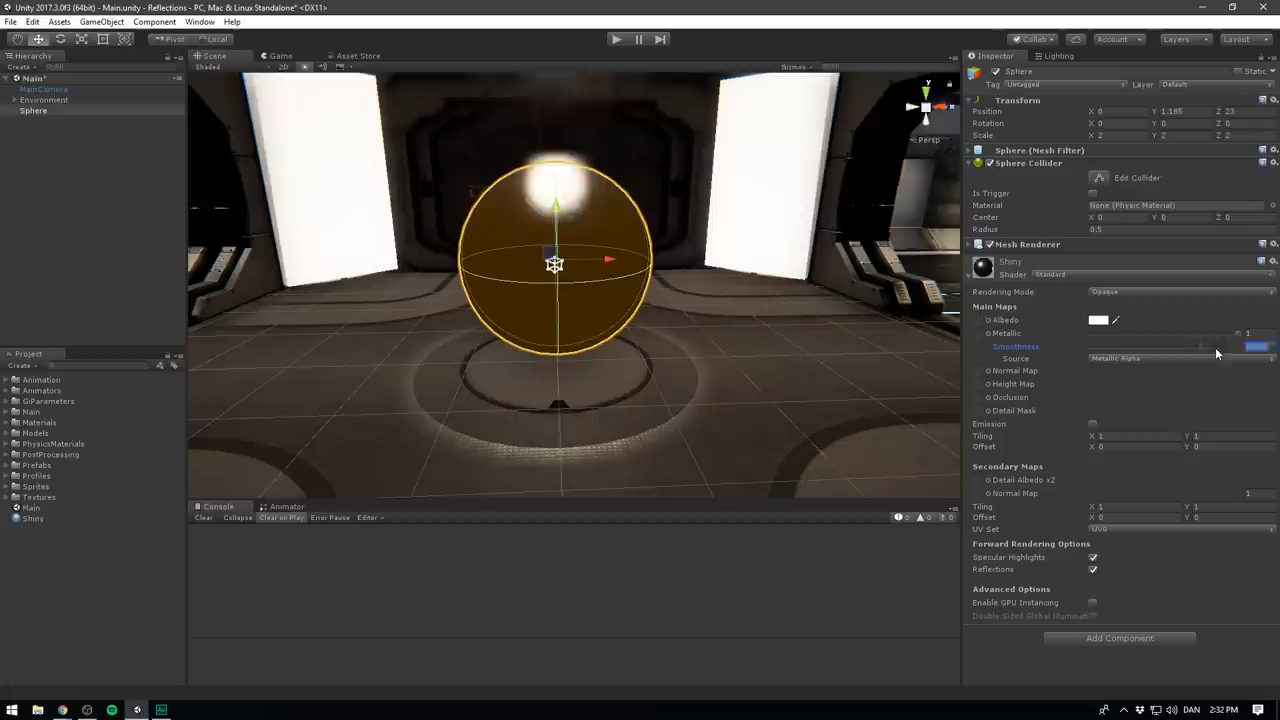 Unity 2017.3.0f3 (64bit) - Main.unity - Reflections - PC, Mac & Linux Standalone* <DX11>
File Edit Assets GameObject Component Window Help
Pivot Local Collab Account Layers Layout
Hierarchy
Create
Main*
MainCamera
Environment
Sphere
Scene Game Asset Store
Shaded 2D Gizmos
y
x
Persp
Project
Create
Animation
Animators
GiParameters
Main
Materials
Models
PhysicsMaterials
PostProcessing
Prefabs
Profiles
Sprites
Textures
Main
Shiny
Console Animator
Clear Collapse Clear on Play Error Pause Editor 0 0 0
Inspector Lighting
Sphere Static
Tag Untagged Layer Default
Transform
Position X 0 Y 1.185 Z 23
Rotation X 0 Y 0 Z 0
Scale X 2 Y 2 Z 2
Sphere (Mesh Filter)
Sphere Collider
Edit Collider
Is Trigger
Material None (Physic Material)
Center X 0 Y 0 Z 0
Radius 0.5
Mesh Renderer
Shiny
Shader Standard
Rendering Mode Opaque
Main Maps
Albedo
Metallic 1
Smoothness
Source Metallic Alpha
Normal Map
Height Map
Occlusion
Detail Mask
Emission
Tiling X 1 Y 1
Offset X 0 Y 0
Secondary Maps
Detail Albedo x2
Normal Map 1
Tiling X 1 Y 1
Offset X 0 Y 0
UV Set UV0
Forward Rendering Options
Specular Highlights
Reflections
Advanced Options
Enable GPU Instancing
Double Sided Global Illuminati
Add Component
DAN 2:32 PM